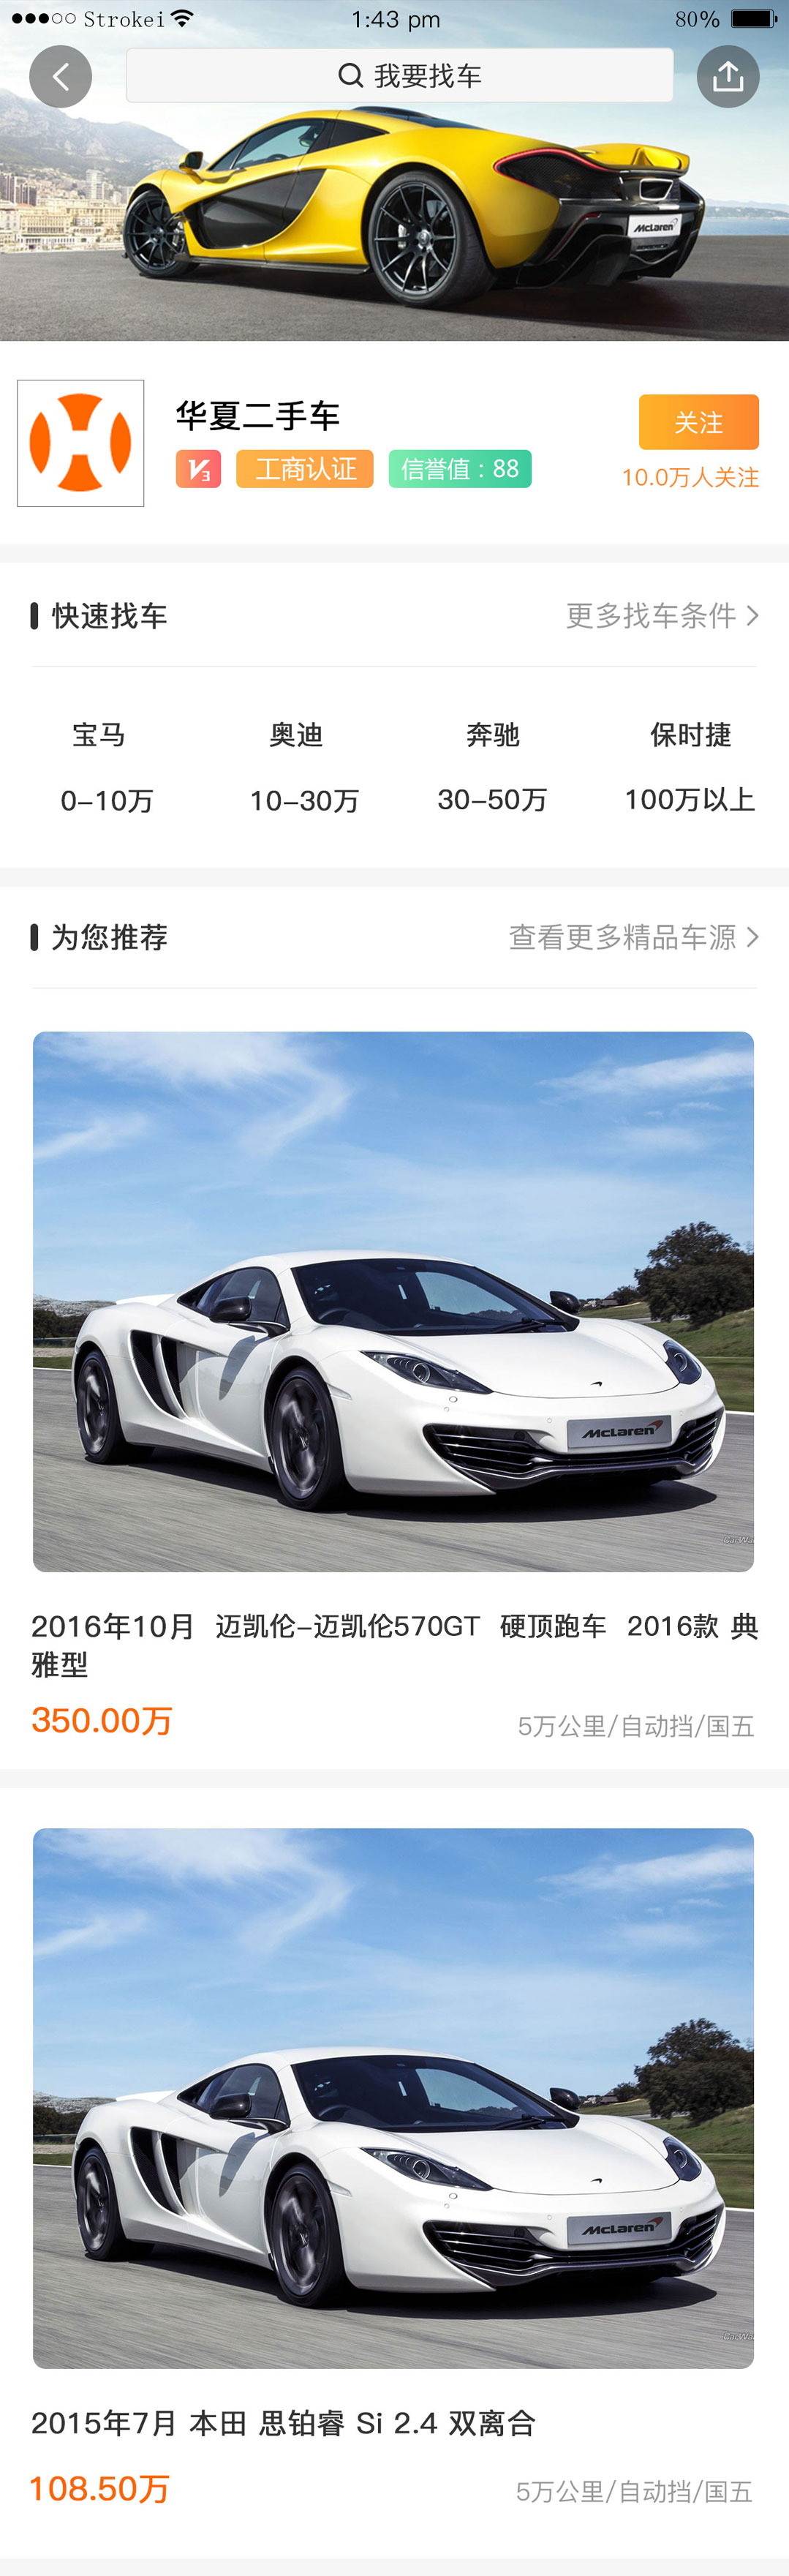 Strokei 1:43 pm 80%
我要找车
McLaren
华夏二手车
关注
V3 工商认证 信誉值：88
10.0万人关注
快速找车 更多找车条件
宝马 奥迪 奔驰 保时捷
0-10万 10-30万 30-50万 100万以上
为您推荐 查看更多精品车源
McLaren
2016年10月 迈凯伦-迈凯伦570GT 硬顶跑车 2016款 典
雅型
350.00万 5万公里/自动挡/国五
McLaren
2015年7月 本田 思铂睿 Si 2.4 双离合
108.50万 5万公里/自动挡/国五